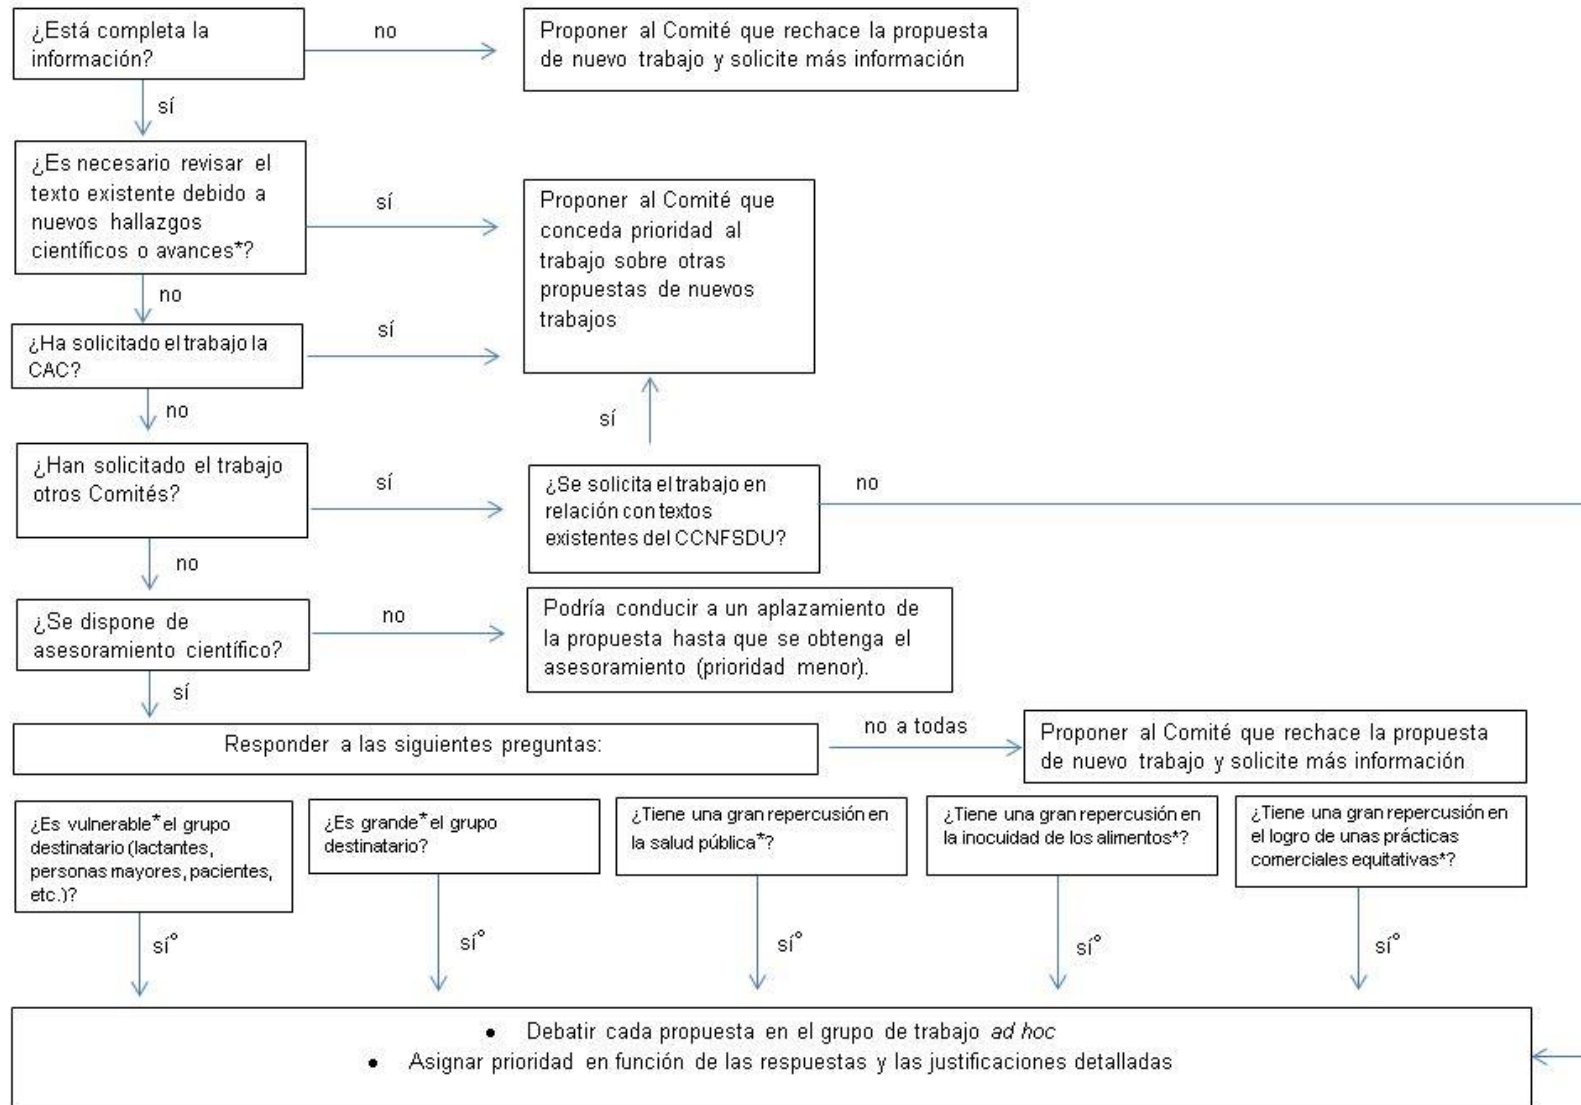 ¿Está completa la
información?
no
Proponer al Comité que rechace la propuesta
de nuevo trabajo y solicite más información
sí
¿Es necesario revisar el
texto existente debido a
nuevos hallazgos
científicos o avances*?
sí
Proponer al Comité que
conceda prioridad al
trabajo sobre otras
propuestas de nuevos
trabajos
no
¿Ha solicitado el trabajo la
CAC?
sí
no
sí
¿Han solicitado el trabajo
otros Comités?
sí
¿Se solicita el trabajo en
relación con textos
existentes del CCNFSDU?
no
no
¿Se dispone de
asesoramiento científico?
no
Podría conducir a un aplazamiento de
la propuesta hasta que se obtenga el
asesoramiento (prioridad menor).
sí
Responder a las siguientes preguntas:
no a todas
Proponer al Comité que rechace la propuesta
de nuevo trabajo y solicite más información
¿Es vulnerable* el grupo
destinatario (lactantes,
personas mayores, pacientes,
etc.)?
¿Es grande* el grupo
destinatario?
¿Tiene una gran repercusión en
la salud pública*?
¿Tiene una gran repercusión en
la inocuidad de los alimentos*?
¿Tiene una gran repercusión en
el logro de unas prácticas
comerciales equitativas*?
sí°
sí°
sí°
sí°
sí°
• Debatir cada propuesta en el grupo de trabajo ad hoc
• Asignar prioridad en función de las respuestas y las justificaciones detalladas